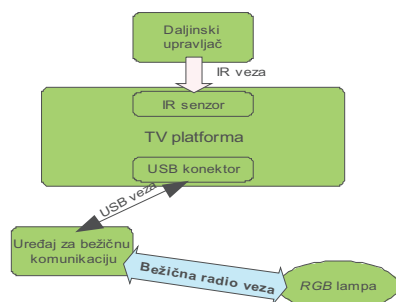 Daljinski
upravljač
IR veza
IR senzor
TV platforma
USB konektor
USB veza
Uređaj za bežičnu
komunikaciju
Bežična radio veza
RGB lampa